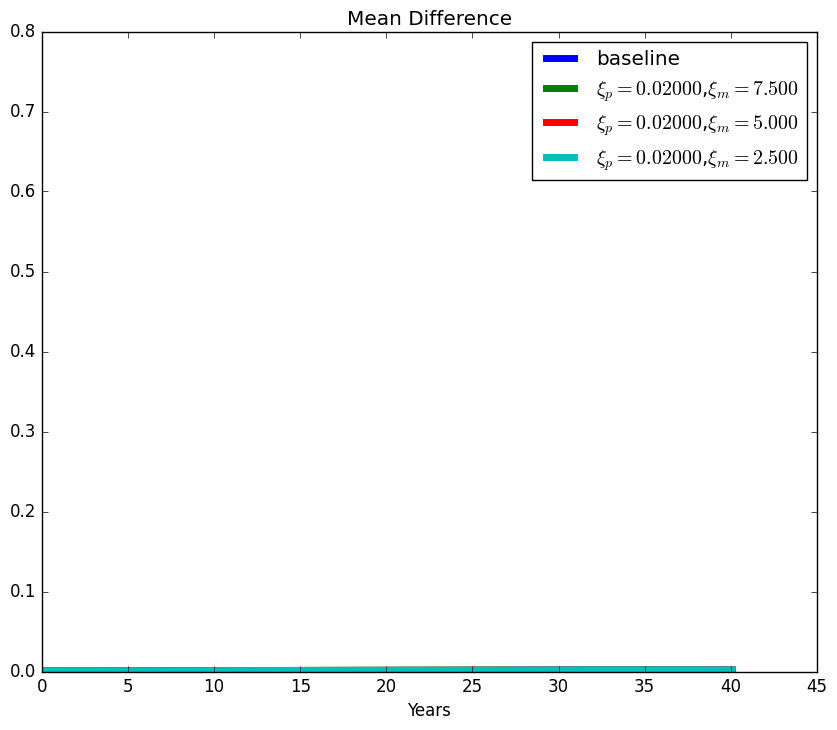 Mean Difference
baseline
ξp = 0.02000,ξm = 7.500
ξp = 0.02000,ξm = 5.000
ξp = 0.02000,ξm = 2.500
0.8
0.7
0.6
0.5
0.4
0.3
0.2
0.1
0.0
0 5 10 15 20 25 30 35 40 45
Years